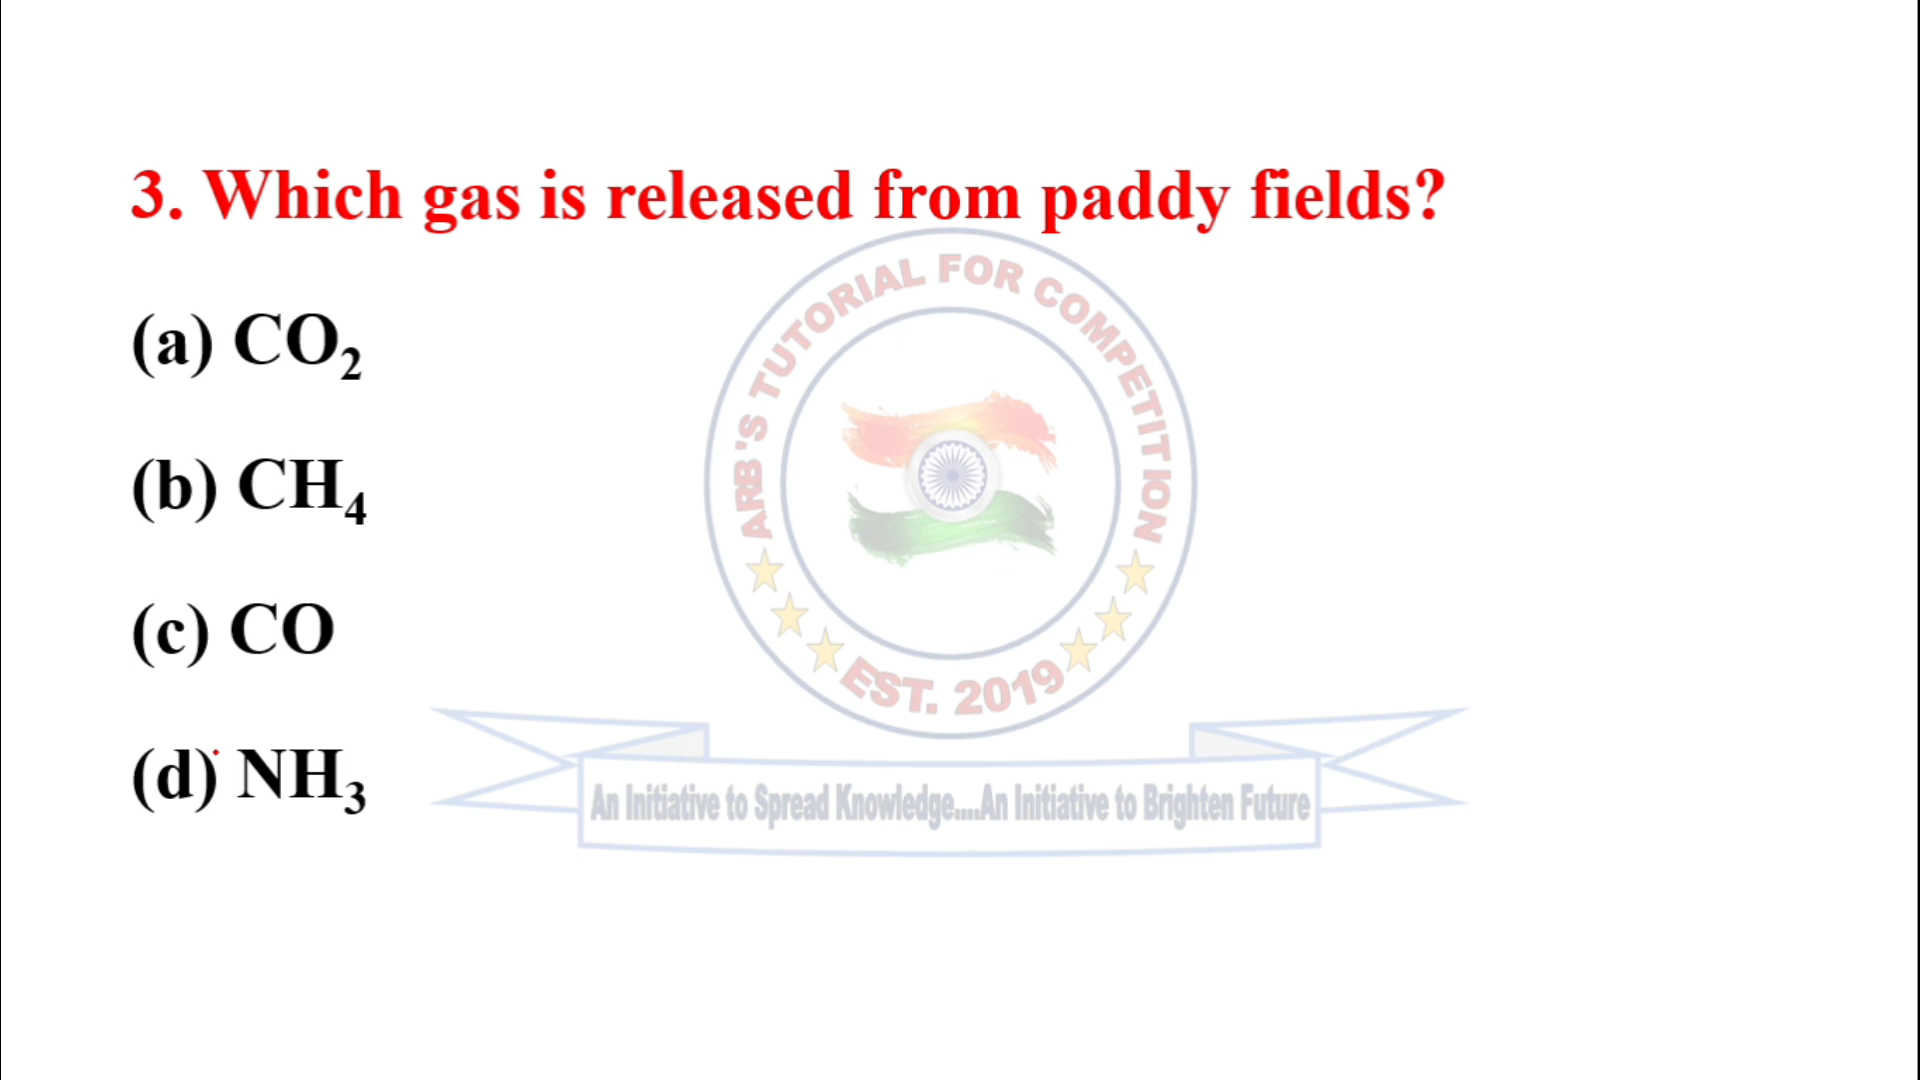 3. Which gas is released from paddy fields?
(a) CO₂
(b) CH₄
(c) CO
(d) NH₃
ARB'S TUTORIAL FOR COMPETITION
EST. 2019
An Initiative to Spread Knowledge....An Initiative to Brighten Future